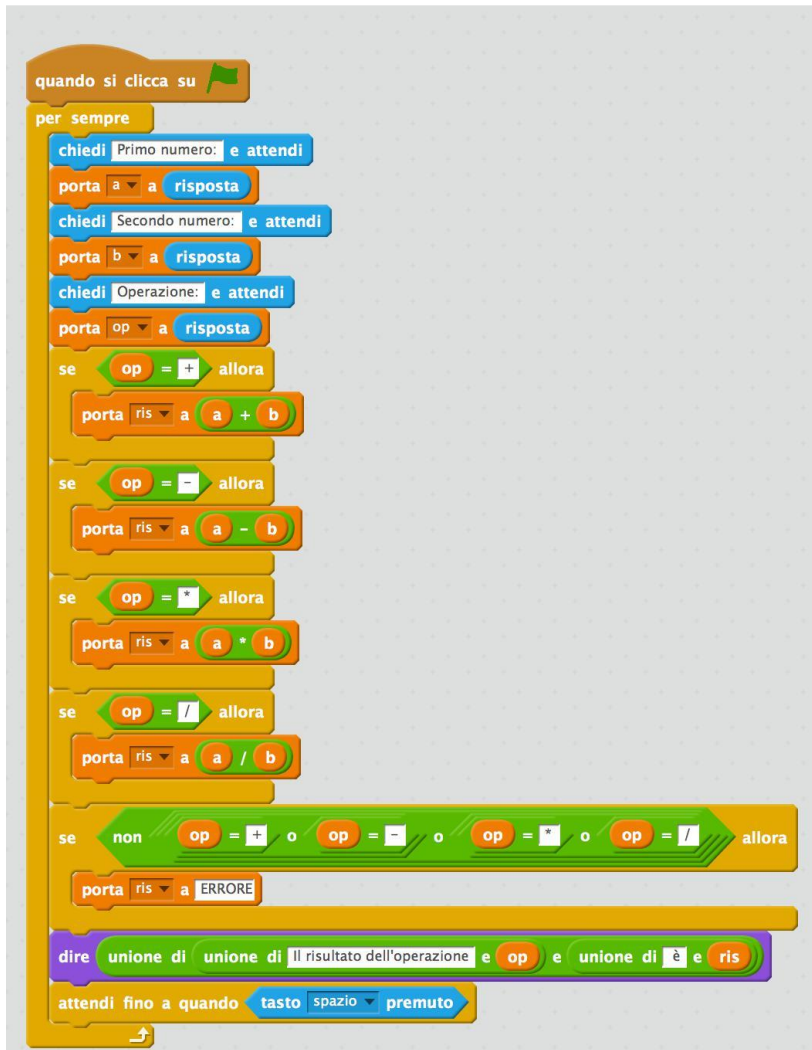 quando si clicca su
per sempre
chiedi Primo numero: e attendi
porta a a risposta
chiedi Secondo numero: e attendi
porta b a risposta
chiedi Operazione: e attendi
porta op a risposta
se op = + allora
porta ris a a + b
se op = - allora
porta ris a a - b
se op = * allora
porta ris a a * b
se op = / allora
porta ris a a / b
se non op = + o op = - o op = * o op = / allora
porta ris a ERRORE
dire unione di unione di Il risultato dell'operazione e op e unione di è e ris
attendi fino a quando tasto spazio premuto